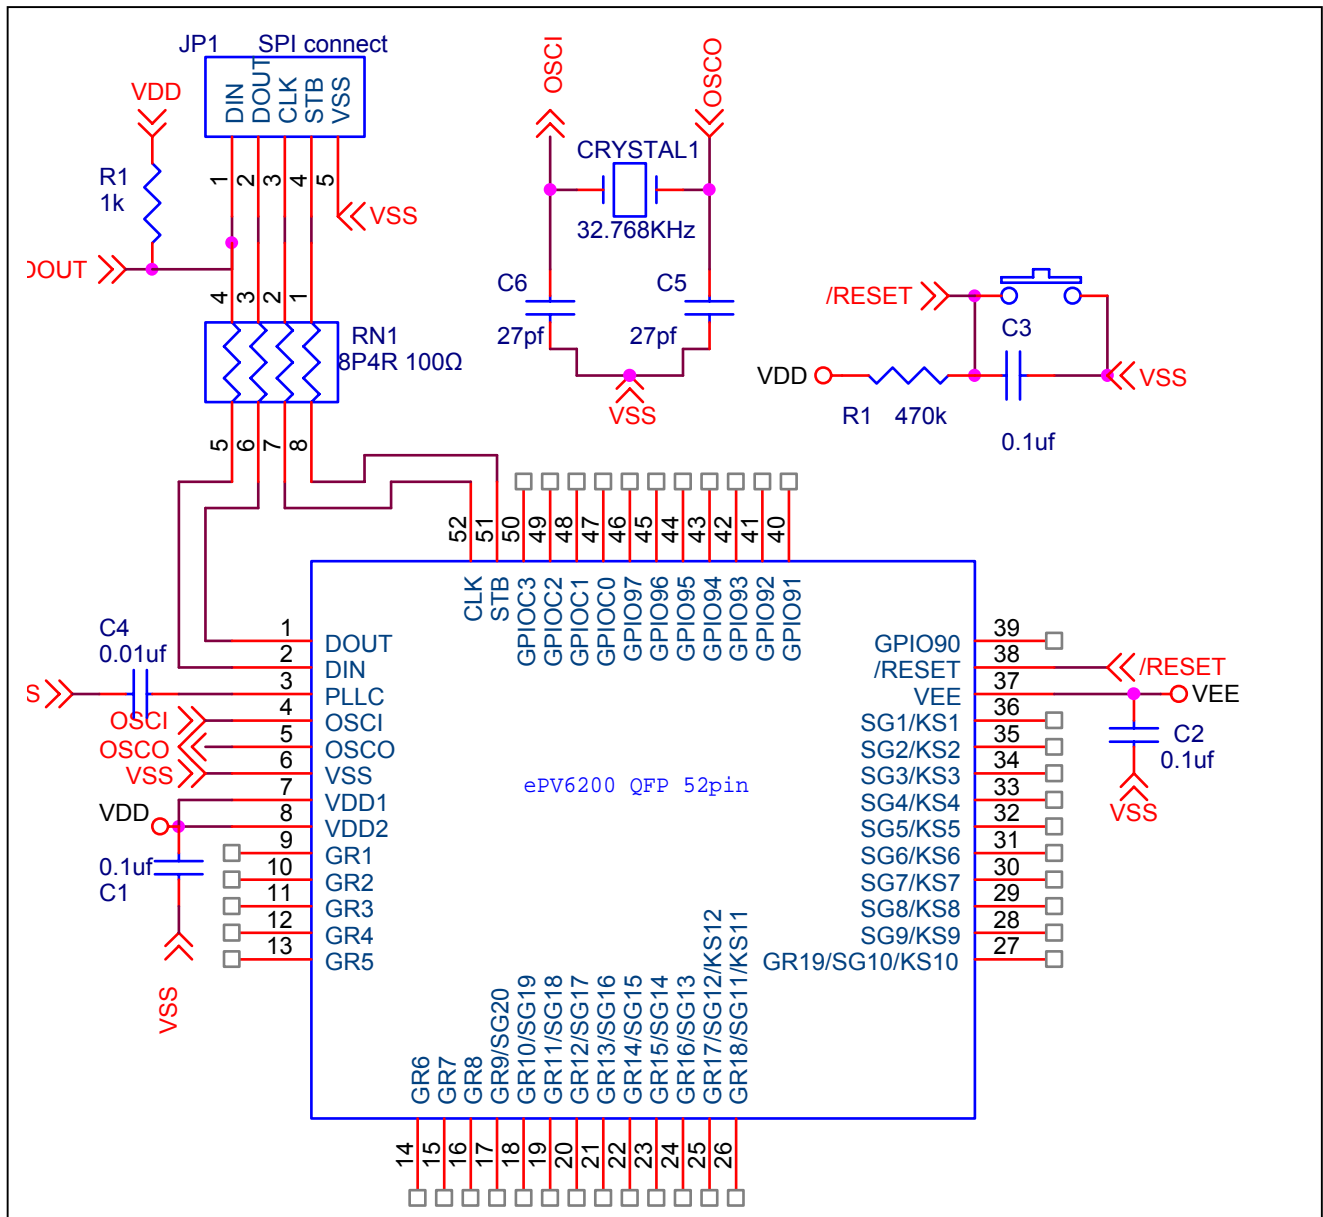 JP1 SPI connect
DIN
DOUT
CLK
STB
VSS
1
2
3
4
5
VSS
VDD
R1
1k
DOUT
4
3
2
1
RN1
8P4R 100Ω
5
6
7
8
OSCI
OSCO
CRYSTAL1
32.768KHz
C6
27pf
C5
27pf
VSS
/RESET
C3
VDD
VSS
R1 470k
0.1uf
52
51
50
49
48
47
46
45
44
43
42
41
40
CLK
STB
GPIOC3
GPIOC2
GPIOC1
GPIOC0
GPIO97
GPIO96
GPIO95
GPIO94
GPIO93
GPIO92
GPIO91
C4
0.01uf
S
OSCI
OSCO
VSS
VDD
0.1uf
C1
VSS
1 DOUT
2 DIN
3 PLLC
4 OSCI
5 OSCO
6 VSS
7 VDD1
8 VDD2
9 GR1
10 GR2
11 GR3
12 GR4
13 GR5
ePV6200 QFP 52pin
GPIO90 39
/RESET 38
VEE 37
SG1/KS1 36
SG2/KS2 35
SG3/KS3 34
SG4/KS4 33
SG5/KS5 32
SG6/KS6 31
SG7/KS7 30
SG8/KS8 29
SG9/KS9 28
GR19/SG10/KS10 27
/RESET
VEE
C2
0.1uf
VSS
GR6
GR7
GR8
GR9/SG20
GR10/SG19
GR11/SG18
GR12/SG17
GR13/SG16
GR14/SG15
GR15/SG14
GR16/SG13
GR17/SG12/KS12
GR18/SG11/KS11
14
15
16
17
18
19
20
21
22
23
24
25
26